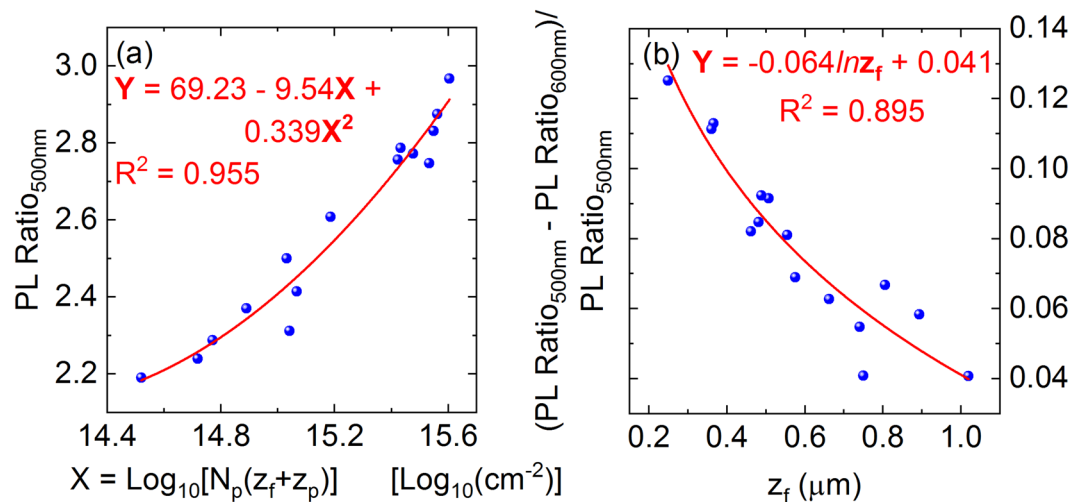 (a)
Y = 69.23 - 9.54X +
0.339X²
R² = 0.955
PL Ratio500nm
3.0
2.8
2.6
2.4
2.2
14.4
14.8
15.2
15.6
X = Log10[Np(zf+zp)] [Log10(cm⁻²)]
(b)
Y = -0.064lnzf + 0.041
R² = 0.895
(PL Ratio500nm - PL Ratio600nm)/
PL Ratio500nm
0.14
0.12
0.10
0.08
0.06
0.04
0.2
0.4
0.6
0.8
1.0
zf (μm)